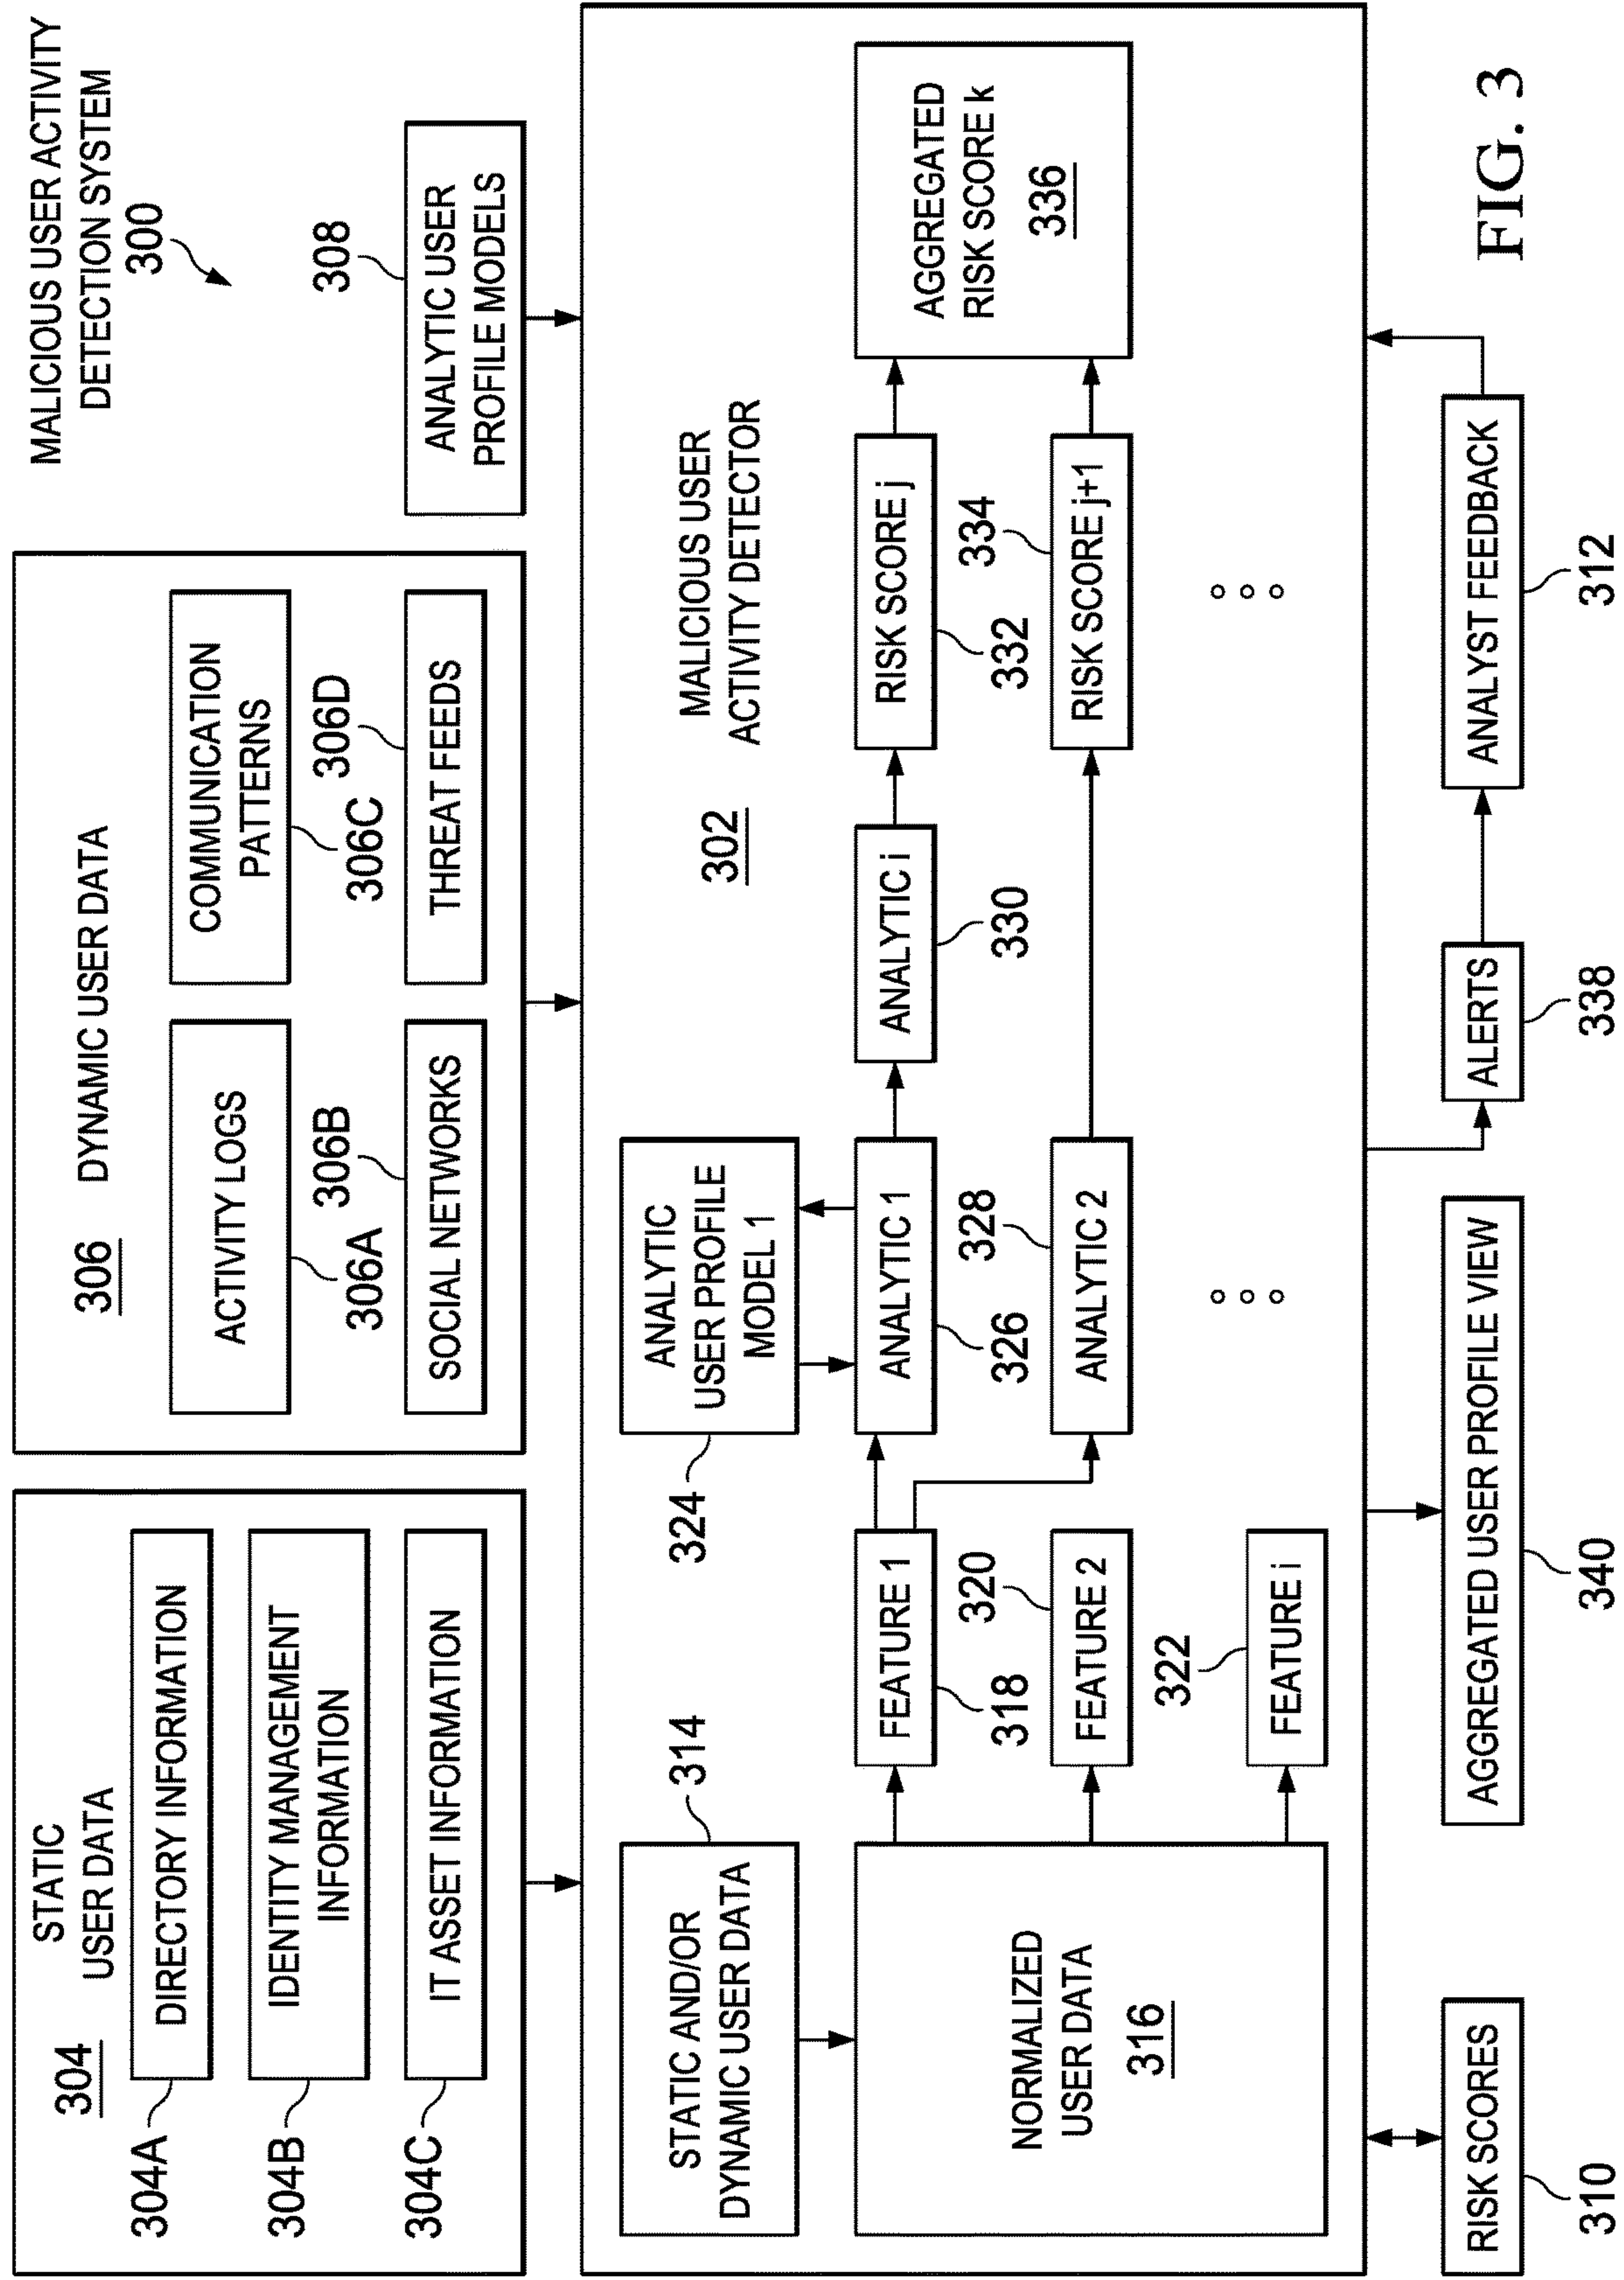 MALICIOUS USER ACTIVITY
DETECTION SYSTEM
300
STATIC
USER DATA
304
DIRECTORY INFORMATION
304A
IDENTITY MANAGEMENT
INFORMATION
304B
IT ASSET INFORMATION
304C
306
DYNAMIC USER DATA
ACTIVITY LOGS
306A
COMMUNICATION
PATTERNS
306C
306B
SOCIAL NETWORKS
306D
THREAT FEEDS
308
ANALYTIC USER
PROFILE MODELS
MALICIOUS USER
ACTIVITY DETECTOR
302
STATIC AND/OR
DYNAMIC USER DATA
314
NORMALIZED
USER DATA
316
FEATURE 1
318
320
FEATURE 2
322
FEATURE i
324
ANALYTIC
USER PROFILE
MODEL 1
ANALYTIC 1
326
328
ANALYTIC 2
ANALYTIC i
330
RISK SCORE j
332
334
RISK SCORE j+1
AGGREGATED
RISK SCORE k
336
RISK SCORES
310
AGGREGATED USER PROFILE VIEW
340
ALERTS
338
ANALYST FEEDBACK
312
FIG. 3